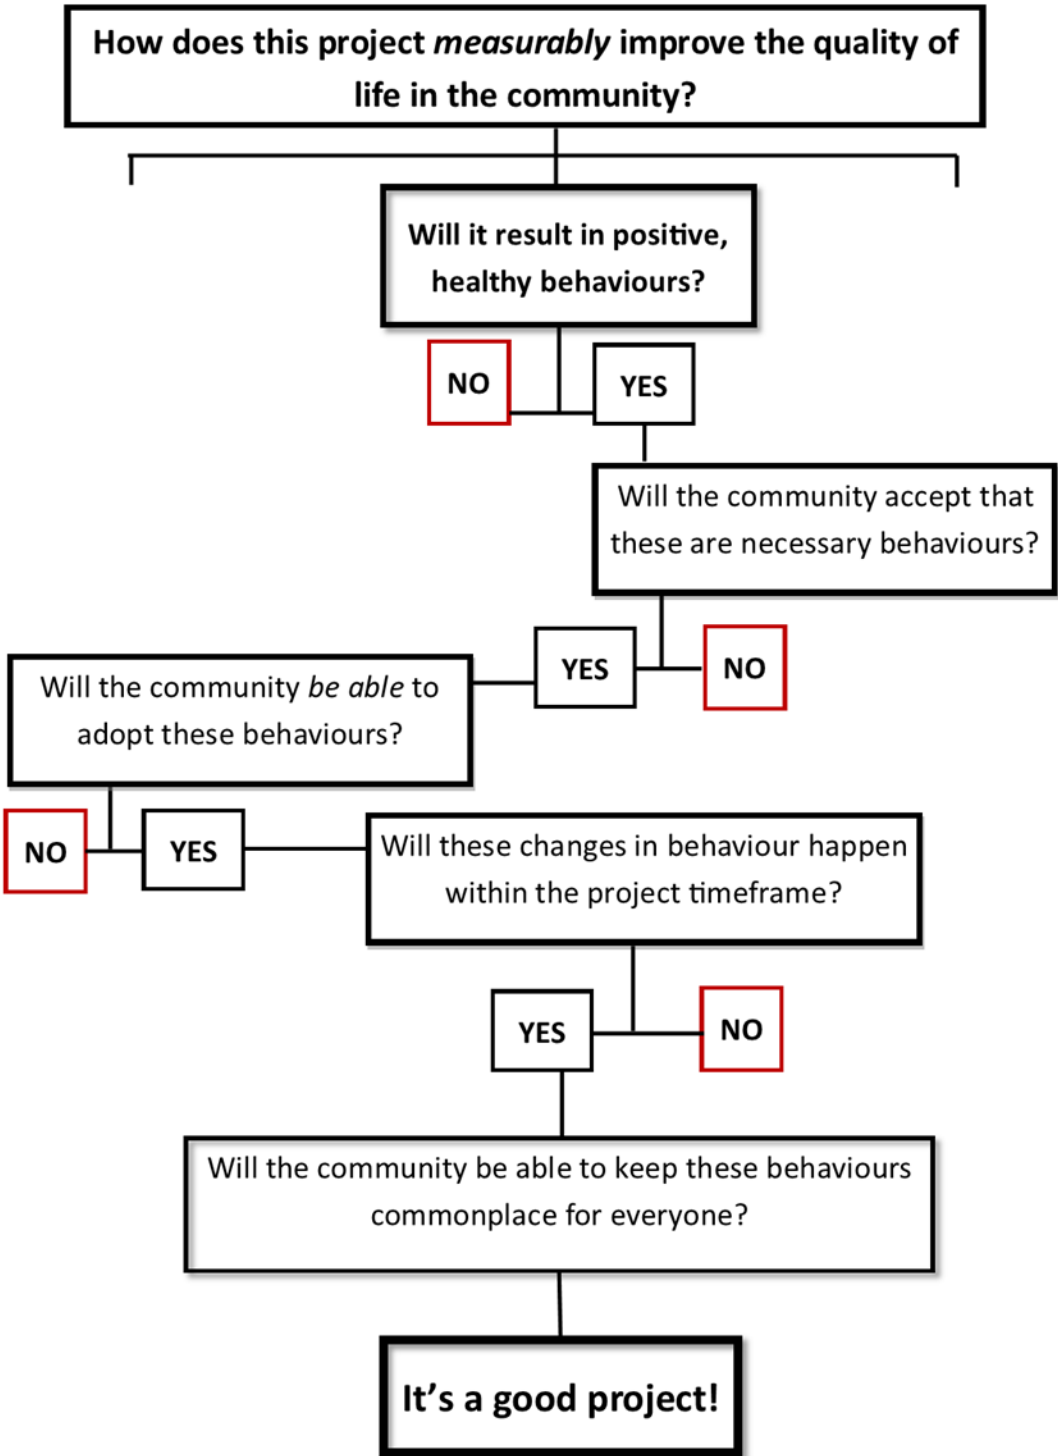 How does this project measurably improve the quality of
life in the community?
Will it result in positive,
healthy behaviours?
NO
YES
Will the community accept that
these are necessary behaviours?
YES
NO
Will the community be able to
adopt these behaviours?
NO
YES
Will these changes in behaviour happen
within the project timeframe?
YES
NO
Will the community be able to keep these behaviours
commonplace for everyone?
It’s a good project!